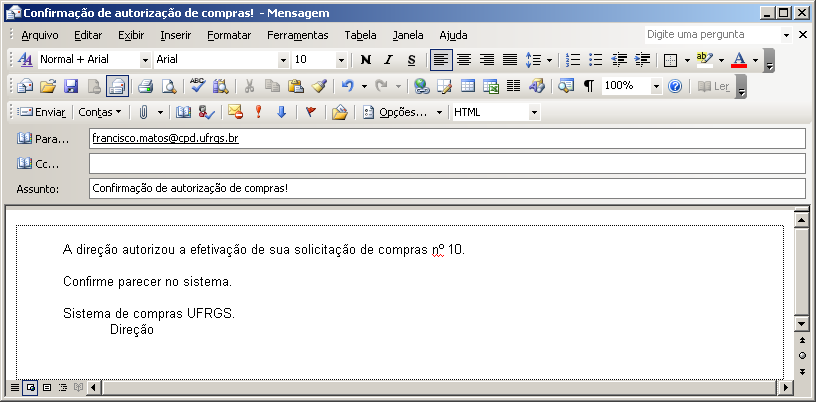 Confirmação de autorização de compras! - Mensagem
Arquivo Editar Exibir Inserir Formatar Ferramentas Tabela Janela Ajuda Digite uma pergunta
Normal + Arial Arial 10 N I S
ABC 100% Ler
Enviar Contas Opções... HTML
Para... francisco.matos@cpd.ufrgs.br
Cc...
Assunto: Confirmação de autorização de compras!
A direção autorizou a efetivação de sua solicitação de compras nº 10.
Confirme parecer no sistema.
Sistema de compras UFRGS.
Direção